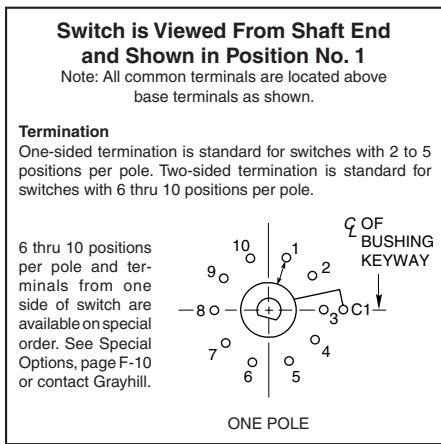 Switch is Viewed From Shaft End
and Shown in Position No. 1
Note: All common terminals are located above
base terminals as shown.
Termination
One-sided termination is standard for switches with 2 to 5
positions per pole. Two-sided termination is standard for
switches with 6 thru 10 positions per pole.
6 thru 10 positions
per pole and ter-
minals from one
side of switch are
available on special
order. See Special
Options, page F-10
or contact Grayhill.
℄ OF
BUSHING
KEYWAY
10
1
9
2
8
3
C1
7
4
6
5
ONE POLE